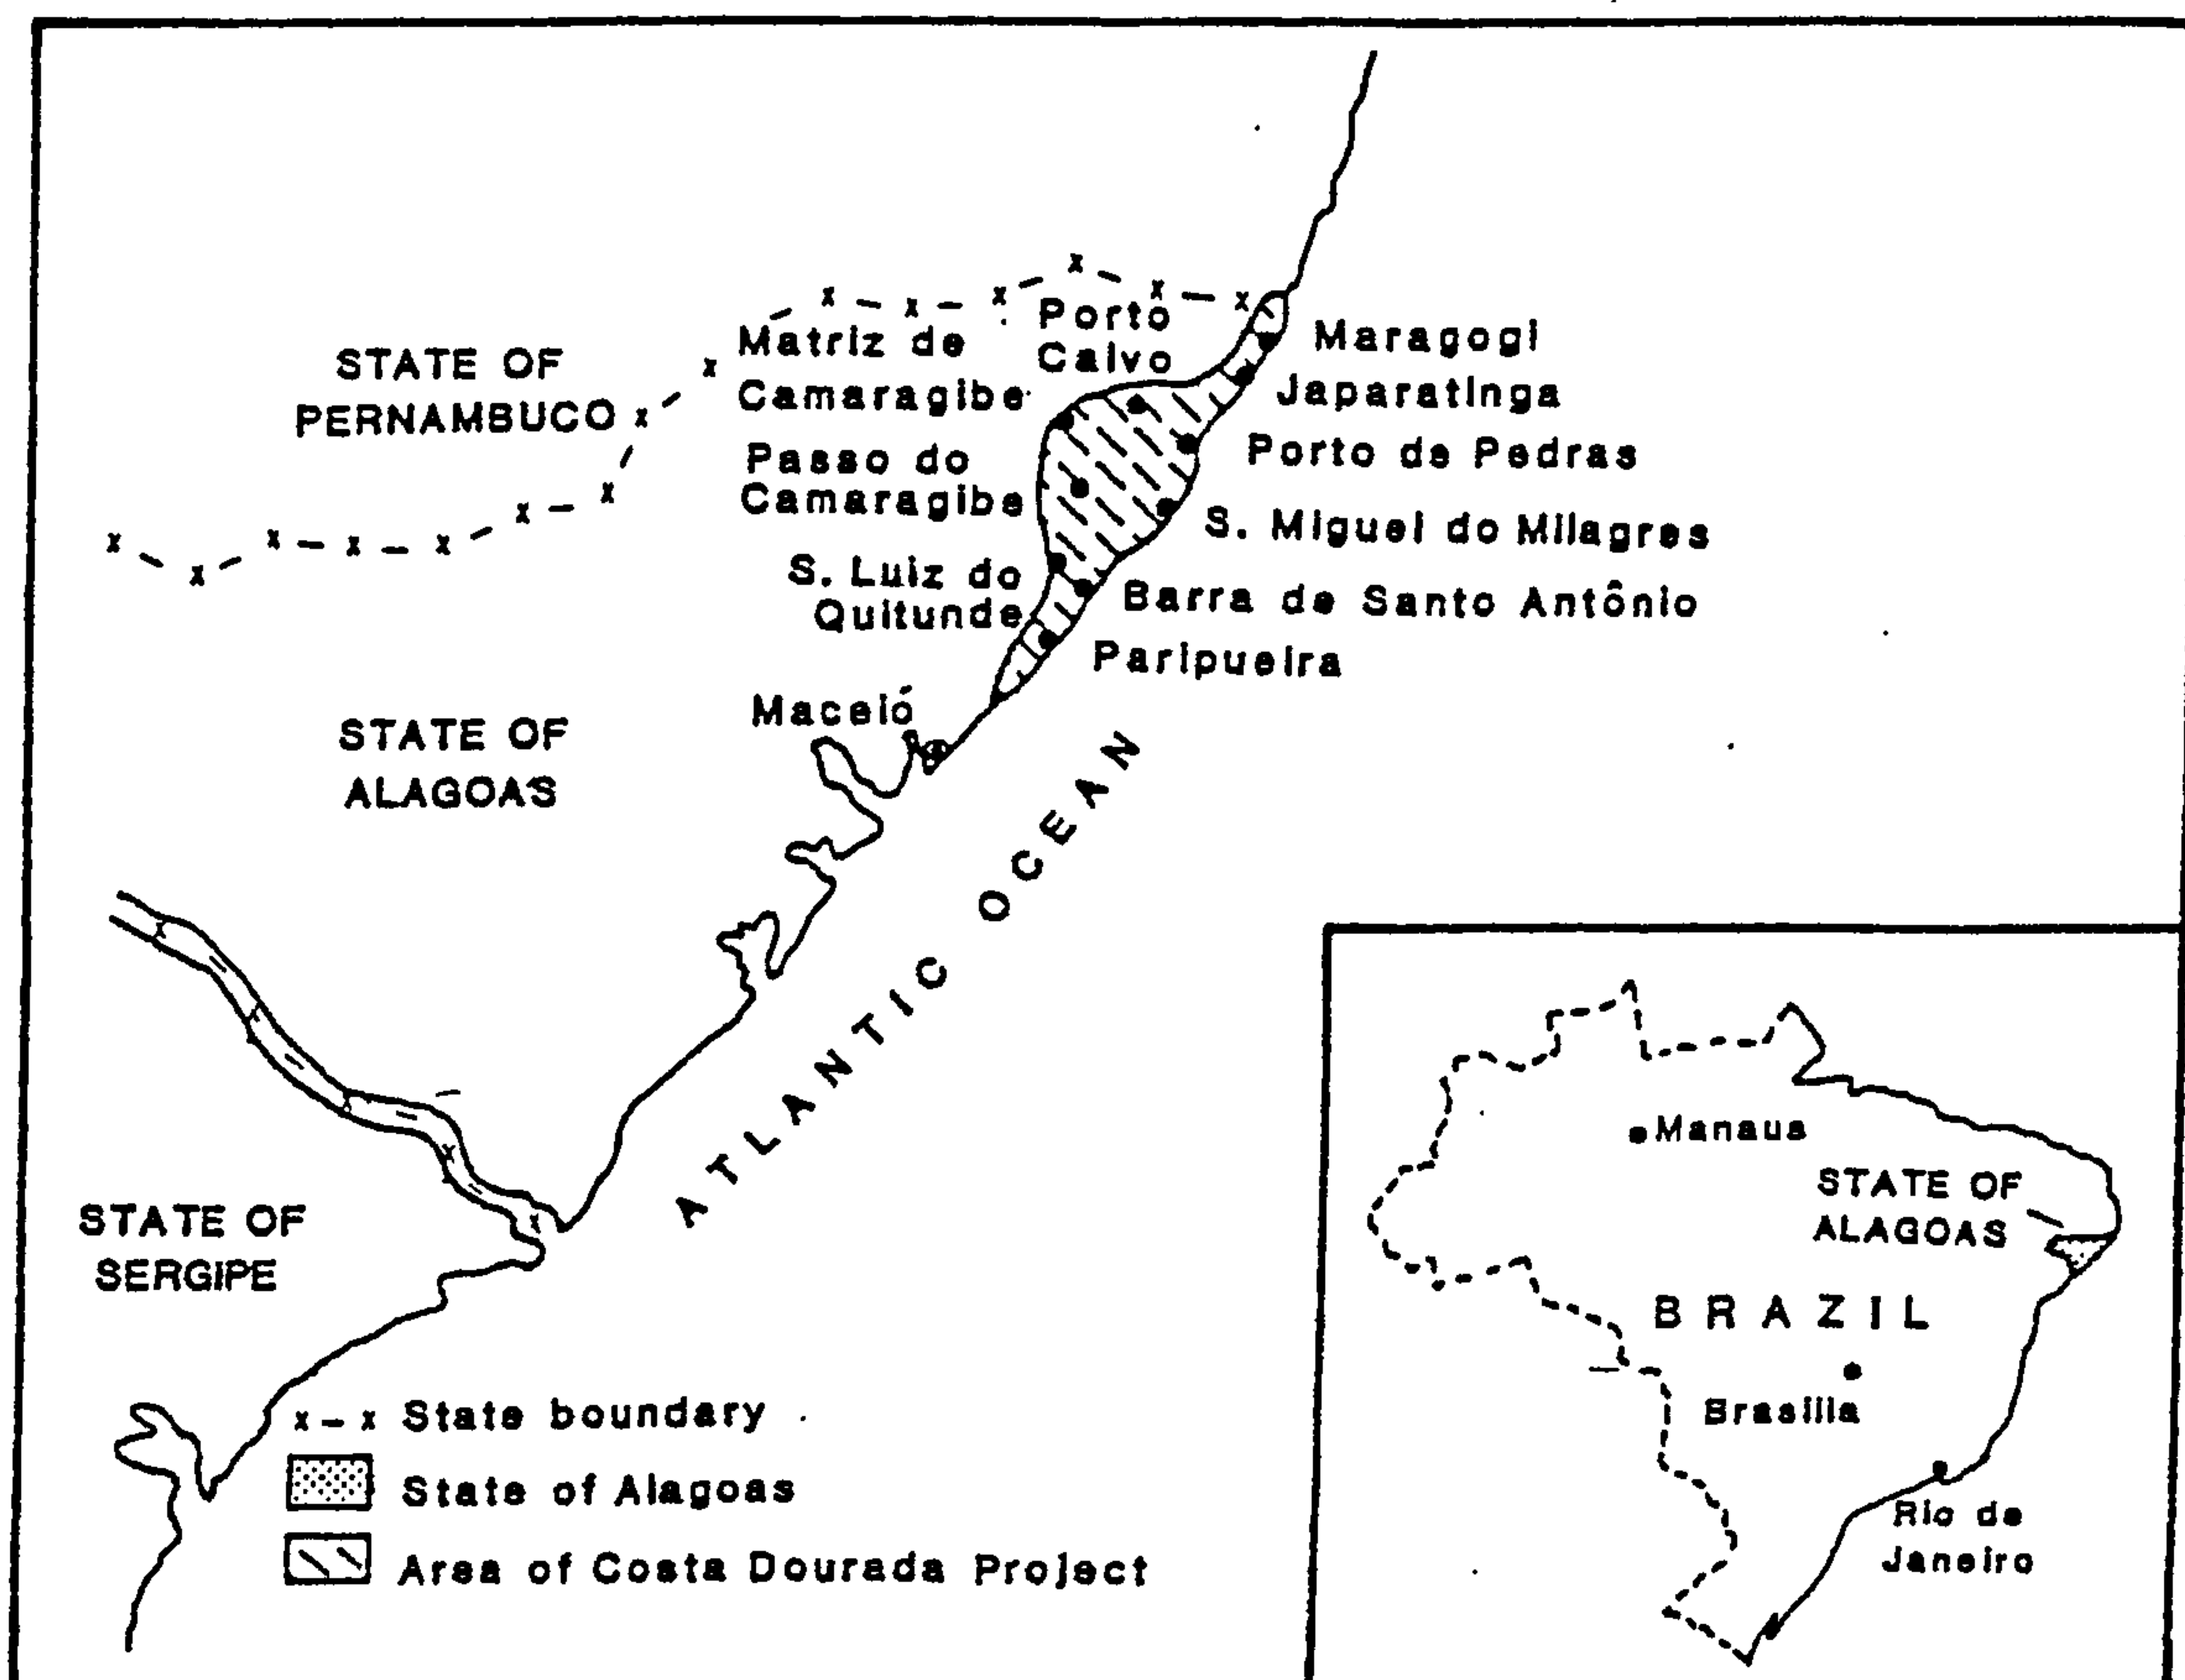 Porto
Calvo
Matriz de
Camaragibe
Maragogi
STATE OF
PERNAMBUCO
Japaratinga
Porto de Pedras
Passo do
Camaragibe
S. Miguel do Milagres
S. Luiz do
Quitunde
Barra de Santo Antônio
Paripueira
Maceió
STATE OF
ALAGOAS
ATLANTIC OCEAN
STATE OF
SERGIPE
x - x State boundary
State of Alagoas
Area of Costa Dourada Project
Manaus
STATE OF
ALAGOAS
BRAZIL
Brasilia
Rio de
Janeiro